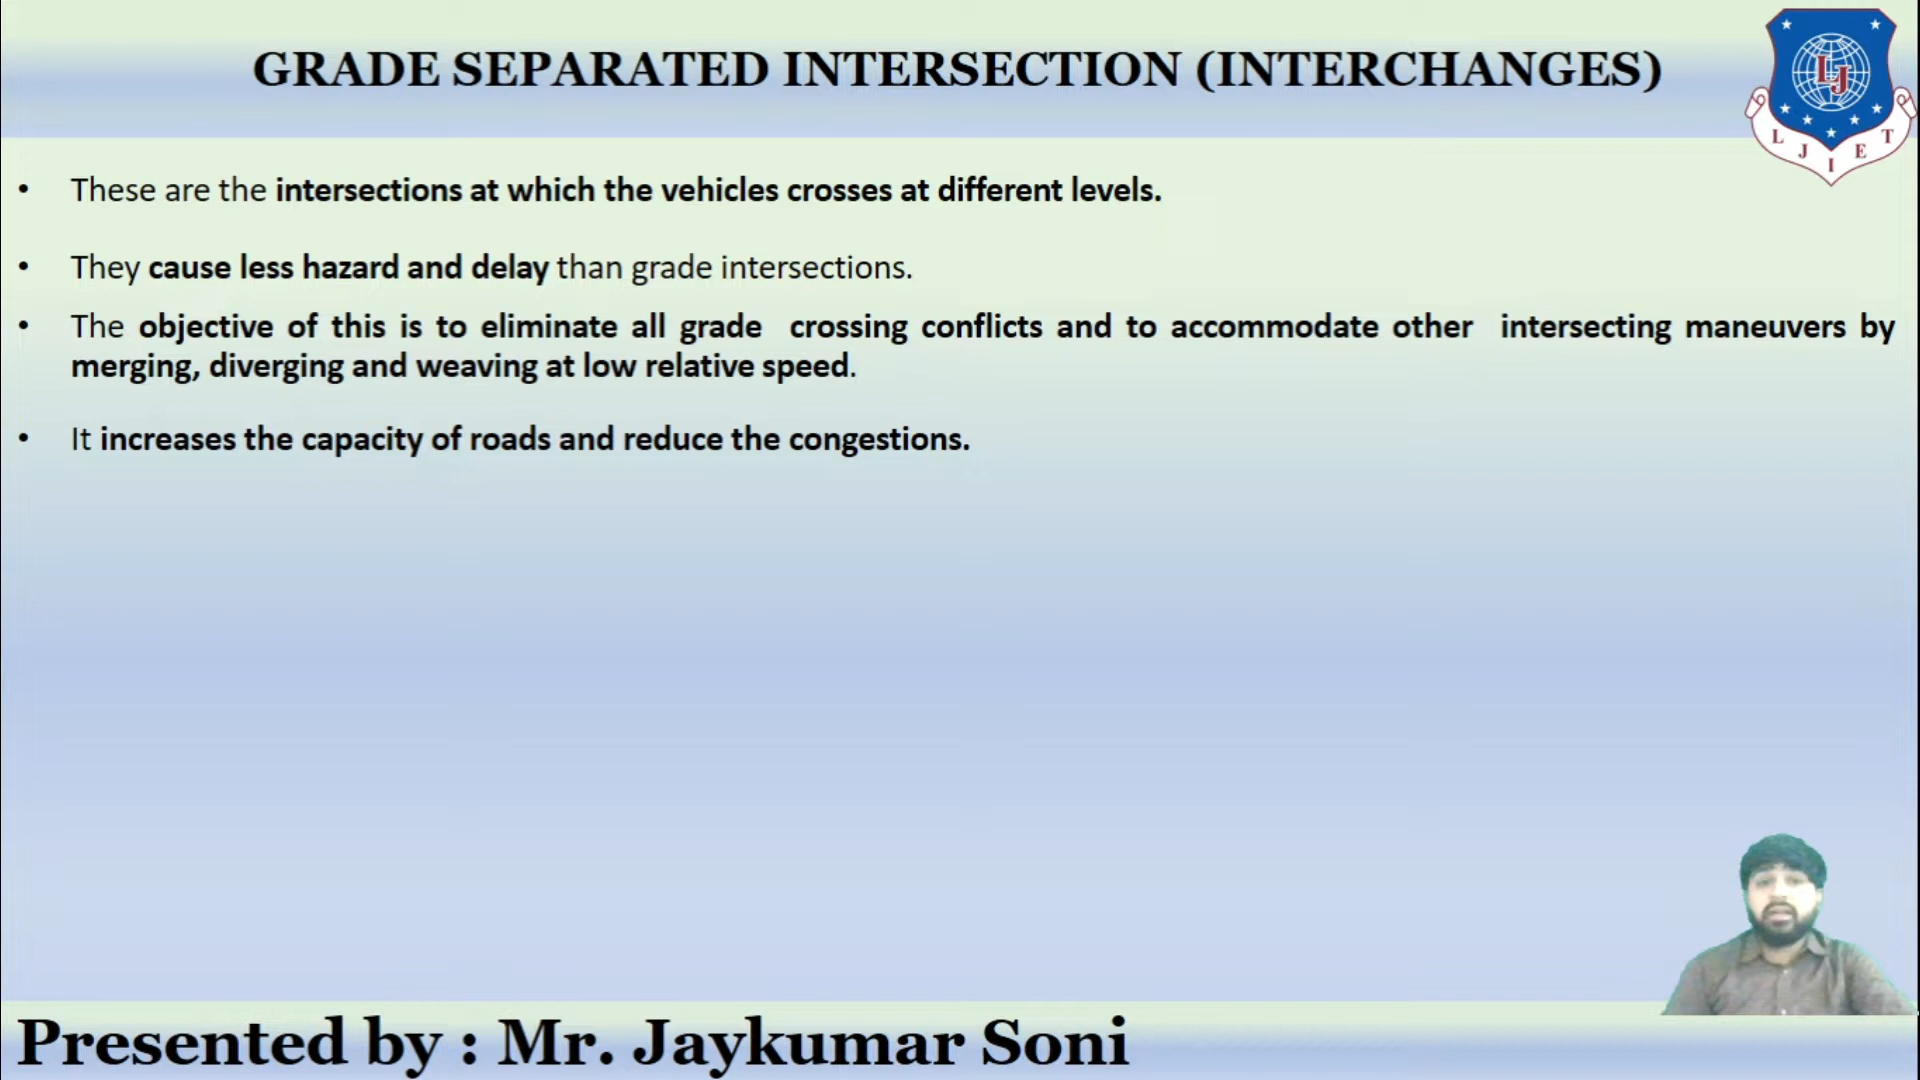 GRADE SEPARATED INTERSECTION (INTERCHANGES)
LJ
L J I E T
• These are the intersections at which the vehicles crosses at different levels.
• They cause less hazard and delay than grade intersections.
• The objective of this is to eliminate all grade crossing conflicts and to accommodate other intersecting maneuvers by
merging, diverging and weaving at low relative speed.
• It increases the capacity of roads and reduce the congestions.
Presented by : Mr. Jaykumar Soni